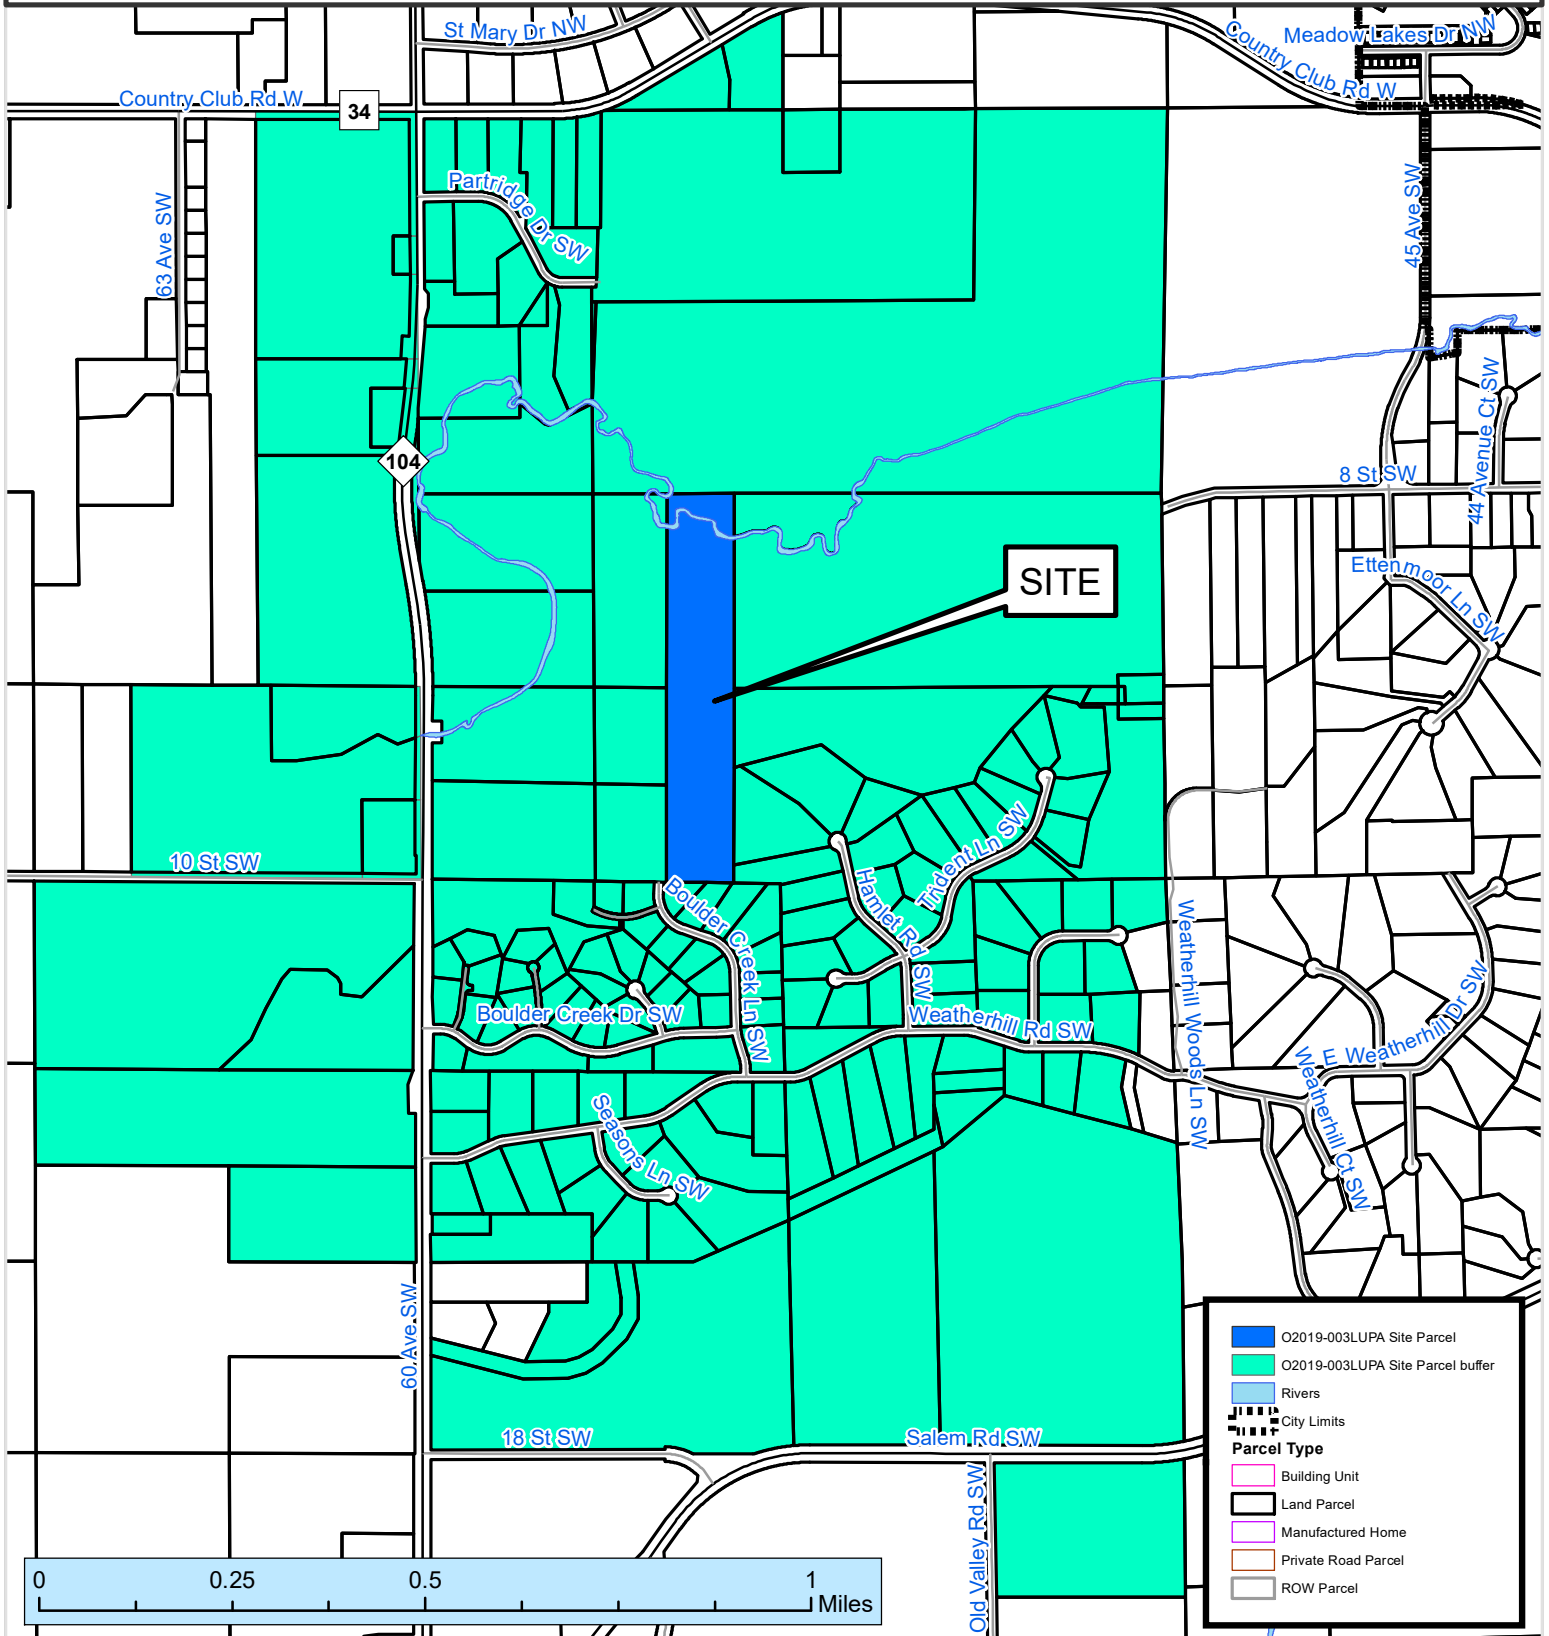 St Mary Dr NW
Meadow Lakes Dr NW
Country Club Rd W
Country Club Rd W
34
63 Ave SW
Partridge Dr SW
45 Ave SW
44 Avenue Ct SW
104
8 St SW
Ettenmoor Ln SW
SITE
10 St SW
Trident Ln SW
Hamlet Rd SW
Boulder Creek Ln SW
Boulder Creek Dr SW
Weatherhill Rd SW
Weatherhill Woods Ln SW
E Weatherhill Dr SW
Weatherhill Ct SW
Seasons Ln SW
60 Ave SW
18 St SW
Salem Rd SW
Old Valley Rd SW
O2019-003LUPA Site Parcel
O2019-003LUPA Site Parcel buffer
Rivers
City Limits
Parcel Type
Building Unit
Land Parcel
Manufactured Home
Private Road Parcel
ROW Parcel
0 0.25 0.5 1
Miles